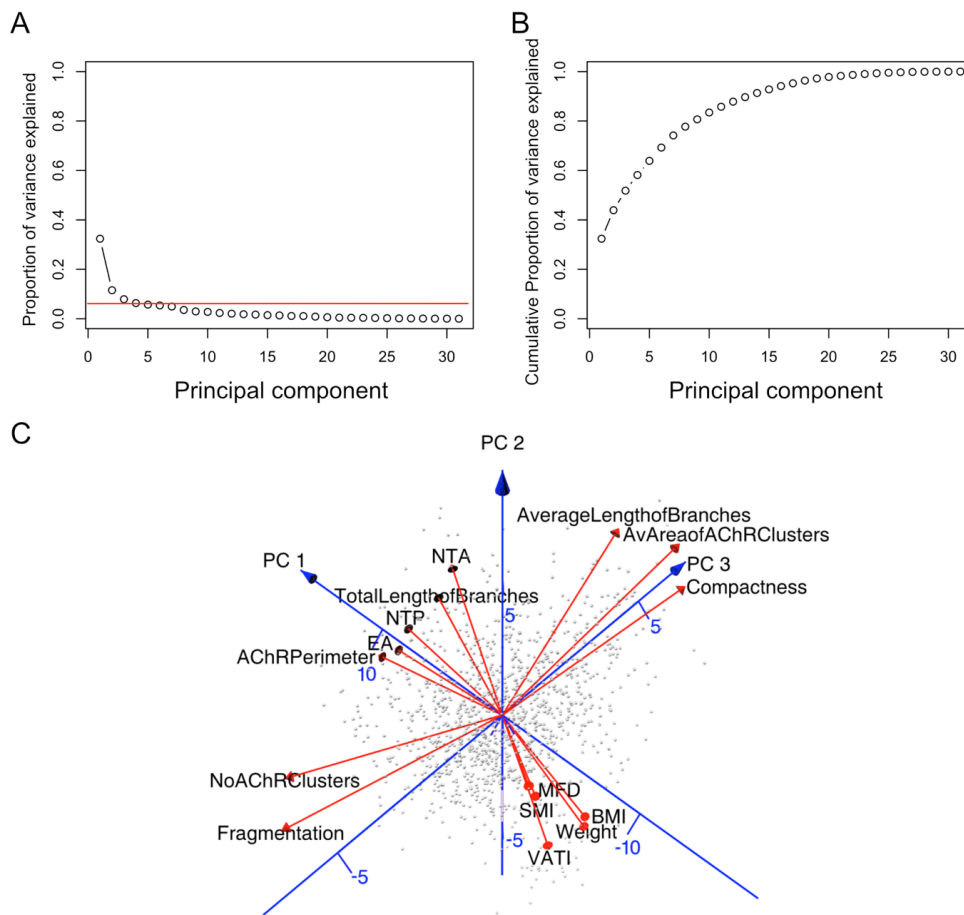 A
Proportion of variance explained
1.0
0.8
0.6
0.4
0.2
0.0
0 5 10 15 20 25 30
Principal component
B
Cumulative Proportion of variance explained
1.0
0.8
0.6
0.4
0.2
0.0
0 5 10 15 20 25 30
Principal component
C
PC 2
AverageLengthofBranches
AvAreaofAChRClusters
PC 1
NTA
PC 3
TotalLengthofBranches
Compactness
5
5
NTP
EA
AChRPerimeter
10
NoAChRClusters
MFD
SMI
BMI
Fragmentation
Weight
-5
-10
VATI
-5